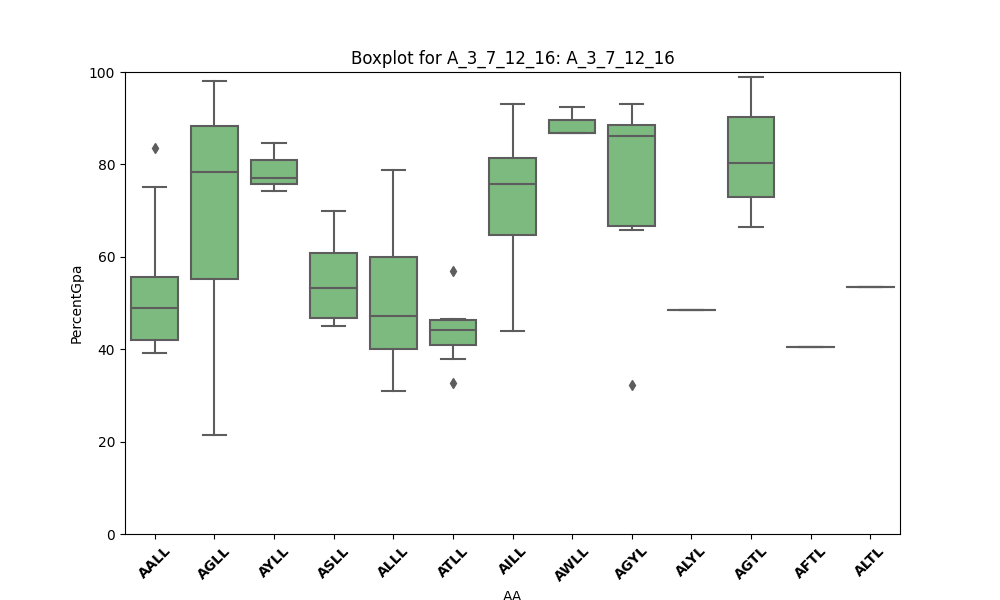 Boxplot for A_3_7_12_16: A_3_7_12_16
100
80
60
40
20
0
PercentGpa
AALL
AGLL
AYLL
ASLL
ALLL
ATLL
AILL
AWLL
AGYL
ALYL
AGTL
AFTL
ALTL
AA